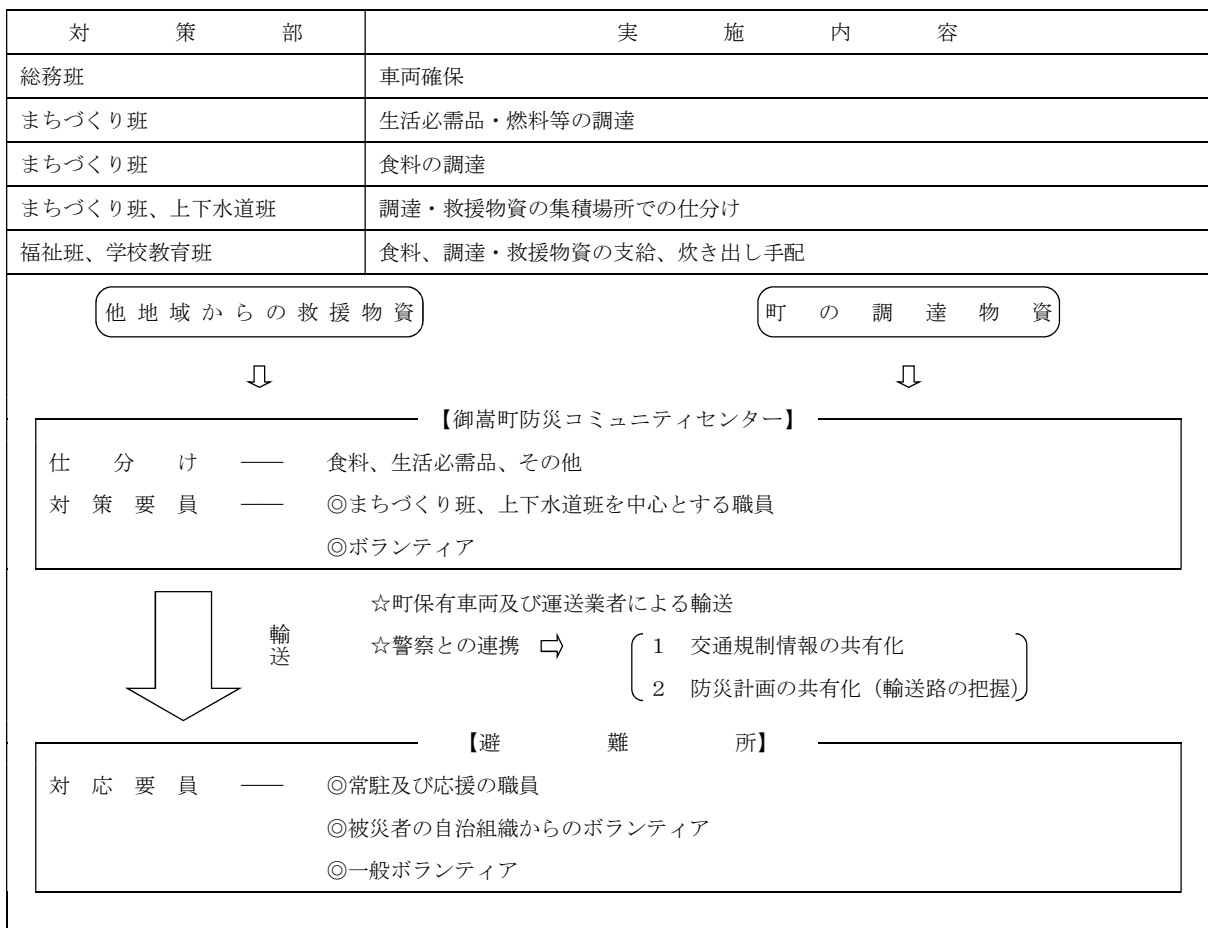 対策部 実施内容
総務班 車両確保
まちづくり班 生活必需品・燃料等の調達
まちづくり班 食料の調達
まちづくり班、上下水道班 調達・救援物資の集積場所での仕分け
福祉班、学校教育班 食料、調達・救援物資の支給、炊き出し手配
他地域からの救援物資 町の調達物資
【御嵩町防災コミュニティセンター】
仕分け ―― 食料、生活必需品、その他
対策要員 ―― ◎まちづくり班、上下水道班を中心とする職員
◎ボランティア
輸送
☆町保有車両及び運送業者による輸送
☆警察との連携 ⇨ 1 交通規制情報の共有化
2 防災計画の共有化（輸送路の把握）
【避難所】
対応要員 ―― ◎常駐及び応援の職員
◎被災者の自治組織からのボランティア
◎一般ボランティア